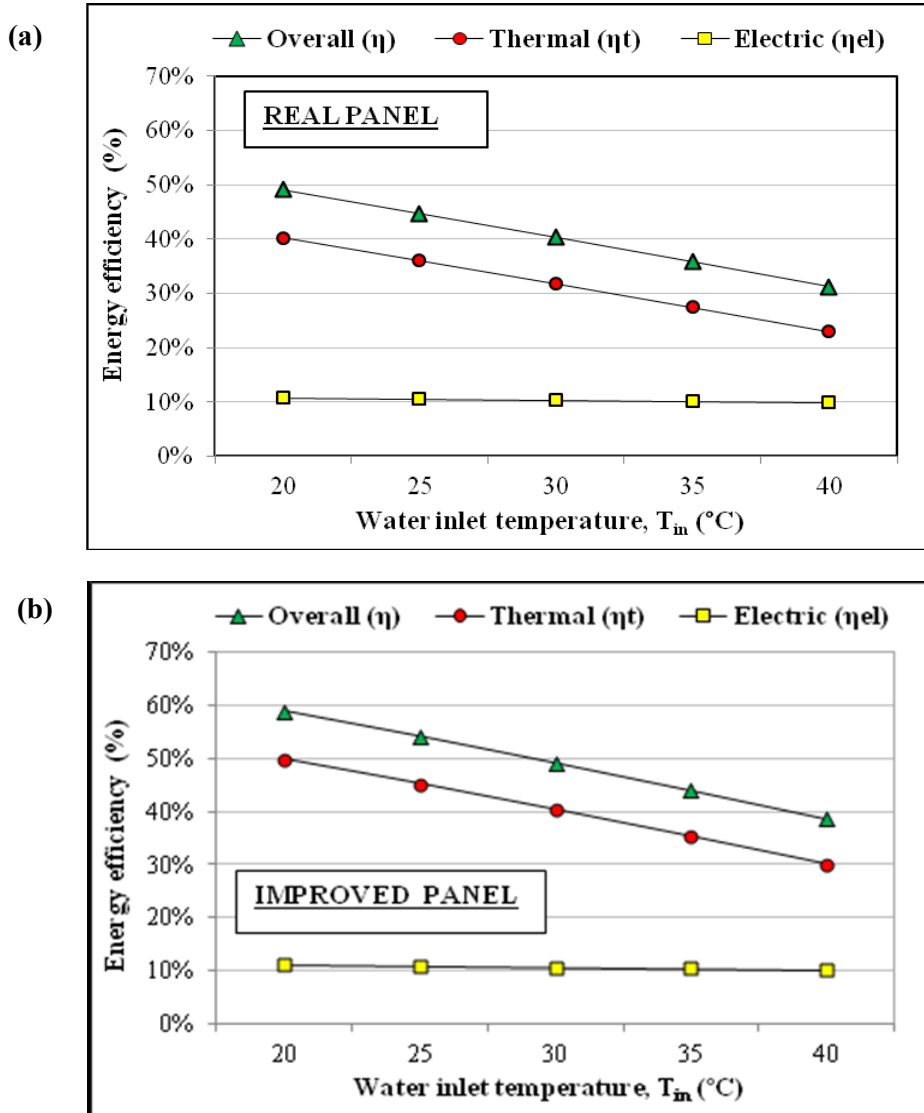 (a)
Overall (η) Thermal (ηt) Electric (ηel)
REAL PANEL
Energy efficiency (%)
70%
60%
50%
40%
30%
20%
10%
0%
20 25 30 35 40
Water inlet temperature, Tin (°C)
(b)
Overall (η) Thermal (ηt) Electric (ηel)
Energy efficiency (%)
70%
60%
50%
40%
30%
20%
10%
0%
IMPROVED PANEL
20 25 30 35 40
Water inlet temperature, Tin (°C)